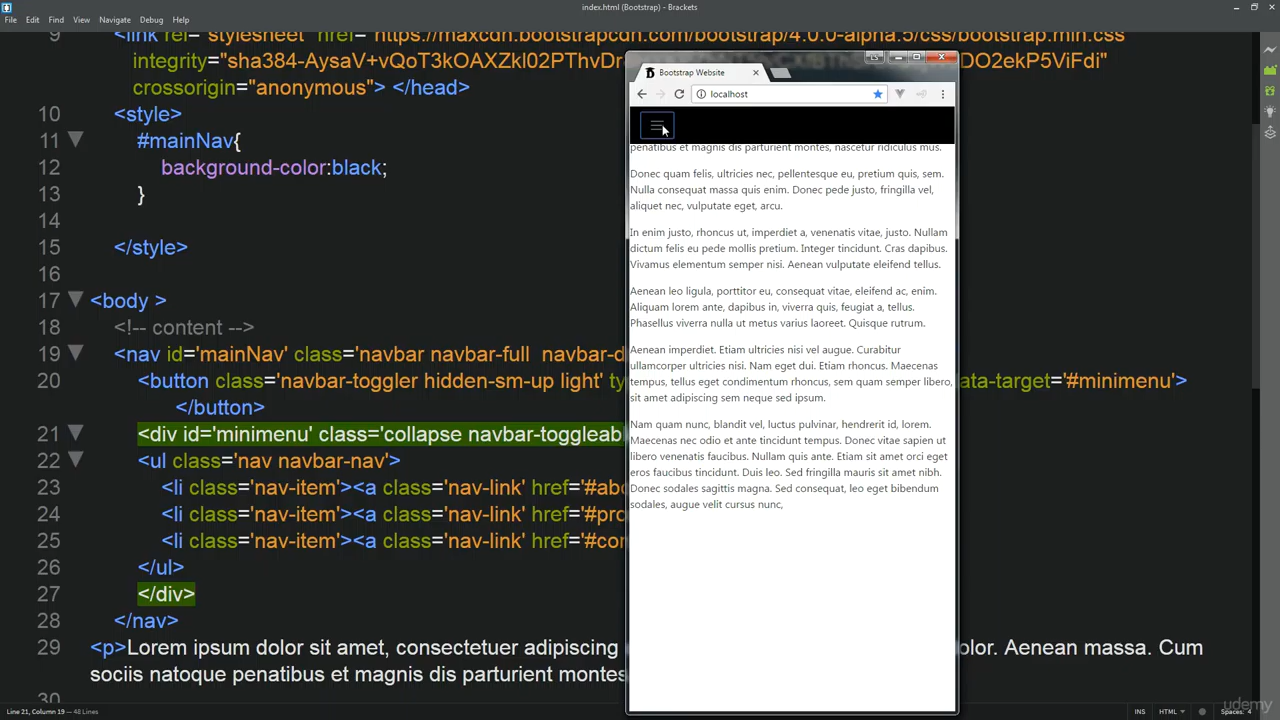 index.html (Bootstrap) - Brackets
File Edit Find View Navigate Debug Help
9 <link rel='stylesheet' href='https://maxcdn.bootstrapcdn.com/bootstrap/4.0.0-alpha.5/css/bootstrap.min.css
integrity="sha384-AysaV+vQoT3kOAXZkl02PThvDr DO2ekP5ViFdi
crossorigin="anonymous"> </head>
10 <style>
11 #mainNav{
12 background-color:black;
13 }
14
15 </style>
16
17 <body >
18 <!-- content -->
19 <nav id='mainNav' class='navbar navbar-full navbar-d
20 <button class='navbar-toggler hidden-sm-up light' ty data-target='#minimenu'>
</button>
21 <div id='minimenu' class='collapse navbar-toggleab
22 <ul class='nav navbar-nav'>
23 <li class='nav-item'><a class='nav-link' href='#abo
24 <li class='nav-item'><a class='nav-link' href='#pro
25 <li class='nav-item'><a class='nav-link' href='#con
26 </ul>
27 </div>
28 </nav>
29 <p>Lorem ipsum dolor sit amet, consectetuer adipiscing olor. Aenean massa. Cum
sociis natoque penatibus et magnis dis parturient montes
30
Bootstrap Website
localhost
penatibus et magnis dis parturient montes, nascetur ridiculus mus.
Donec quam felis, ultricies nec, pellentesque eu, pretium quis, sem.
Nulla consequat massa quis enim. Donec pede justo, fringilla vel,
aliquet nec, vulputate eget, arcu.
In enim justo, rhoncus ut, imperdiet a, venenatis vitae, justo. Nullam
dictum felis eu pede mollis pretium. Integer tincidunt. Cras dapibus.
Vivamus elementum semper nisi. Aenean vulputate eleifend tellus.
Aenean leo ligula, porttitor eu, consequat vitae, eleifend ac, enim.
Aliquam lorem ante, dapibus in, viverra quis, feugiat a, tellus.
Phasellus viverra nulla ut metus varius laoreet. Quisque rutrum.
Aenean imperdiet. Etiam ultricies nisi vel augue. Curabitur
ullamcorper ultricies nisi. Nam eget dui. Etiam rhoncus. Maecenas
tempus, tellus eget condimentum rhoncus, sem quam semper libero,
sit amet adipiscing sem neque sed ipsum.
Nam quam nunc, blandit vel, luctus pulvinar, hendrerit id, lorem.
Maecenas nec odio et ante tincidunt tempus. Donec vitae sapien ut
libero venenatis faucibus. Nullam quis ante. Etiam sit amet orci eget
eros faucibus tincidunt. Duis leo. Sed fringilla mauris sit amet nibh.
Donec sodales sagittis magna. Sed consequat, leo eget bibendum
sodales, augue velit cursus nunc,
Line 21, Column 19 — 48 Lines
INS HTML Spaces: 4
udemy